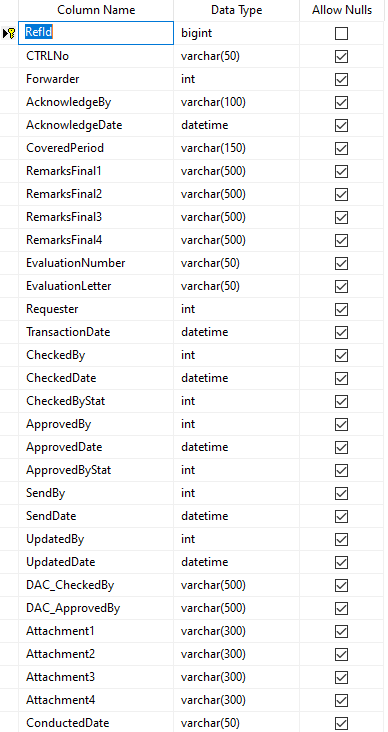 Column Name Data Type Allow Nulls
RefId bigint
CTRLNo varchar(50)
Forwarder int
AcknowledgeBy varchar(100)
AcknowledgeDate datetime
CoveredPeriod varchar(150)
RemarksFinal1 varchar(500)
RemarksFinal2 varchar(500)
RemarksFinal3 varchar(500)
RemarksFinal4 varchar(500)
EvaluationNumber varchar(50)
EvaluationLetter varchar(50)
Requester int
TransactionDate datetime
CheckedBy int
CheckedDate datetime
CheckedByStat int
ApprovedBy int
ApprovedDate datetime
ApprovedByStat int
SendBy int
SendDate datetime
UpdatedBy int
UpdatedDate datetime
DAC_CheckedBy varchar(500)
DAC_ApprovedBy varchar(500)
Attachment1 varchar(300)
Attachment2 varchar(300)
Attachment3 varchar(300)
Attachment4 varchar(300)
ConductedDate varchar(50)